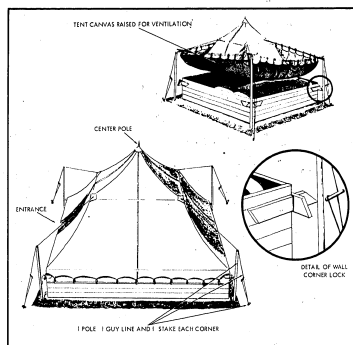 TENT CANVAS RAISED FOR VENTILATION
CENTER POLE
ENTRANCE
DETAIL OF WALL
CORNER LOCK
1 POLE 1 GUY LINE AND 1 STAKE EACH CORNER